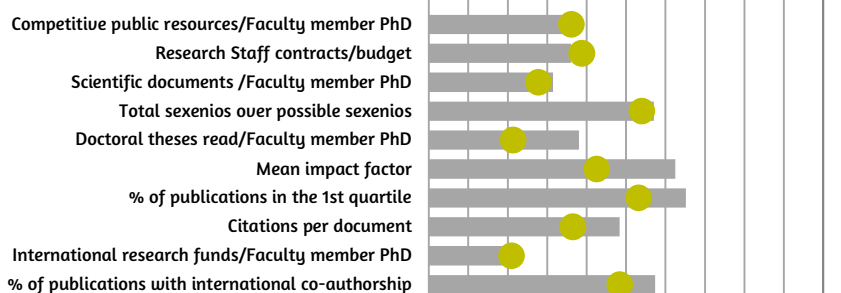 Competitive public resources/Faculty member PhD
Research Staff contracts/budget
Scientific documents /Faculty member PhD
Total sexenios over possible sexenios
Doctoral theses read/Faculty member PhD
Mean impact factor
% of publications in the 1st quartile
Citations per document
International research funds/Faculty member PhD
% of publications with international co-authorship